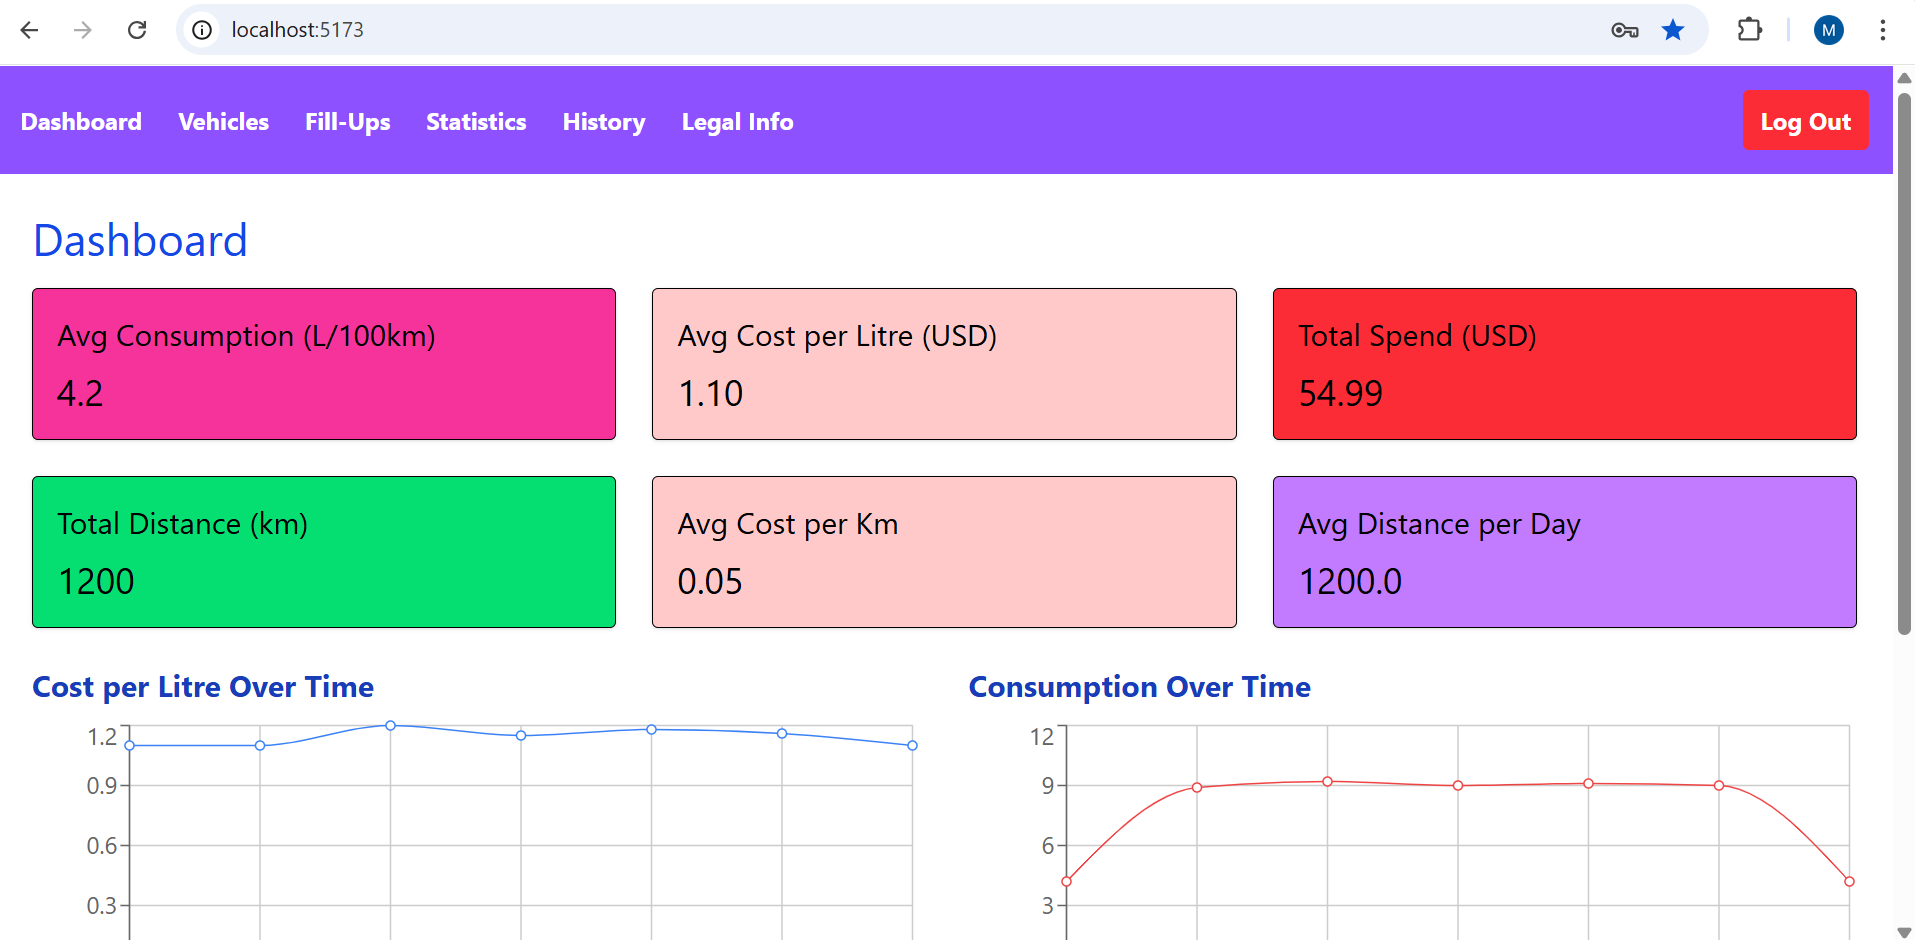 localhost:5173
M
Dashboard Vehicles Fill-Ups Statistics History Legal Info Log Out
Dashboard
Avg Consumption (L/100km)
4.2
Avg Cost per Litre (USD)
1.10
Total Spend (USD)
54.99
Total Distance (km)
1200
Avg Cost per Km
0.05
Avg Distance per Day
1200.0
Cost per Litre Over Time
1.2
0.9
0.6
0.3
Consumption Over Time
12
9
6
3